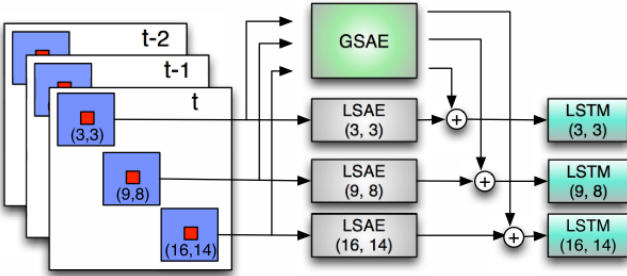 t-2
t-1
t
(3,3)
(9,8)
(16,14)
GSAE
LSAE
(3, 3)
LSAE
(9, 8)
LSAE
(16, 14)
LSTM
(3, 3)
LSTM
(9, 8)
LSTM
(16, 14)